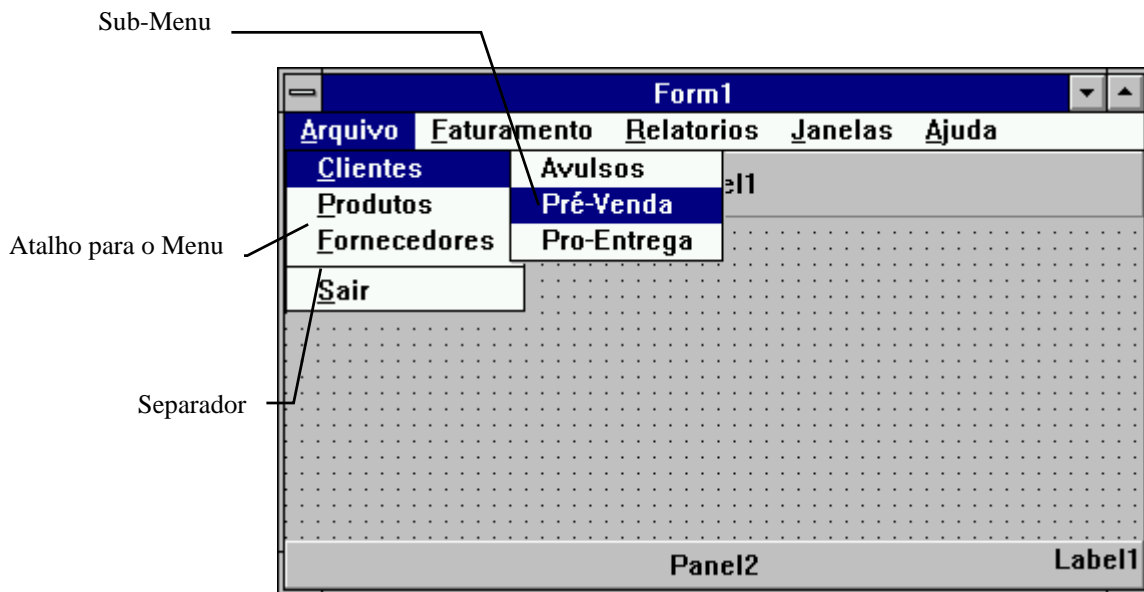 Sub-Menu
Form1
Arquivo Faturamento Relatorios Janelas Ajuda
Clientes Avulsos
el1
Produtos Pré-Venda
Atalho para o Menu
Fornecedores Pro-Entrega
Sair
Separador
Panel2 Label1